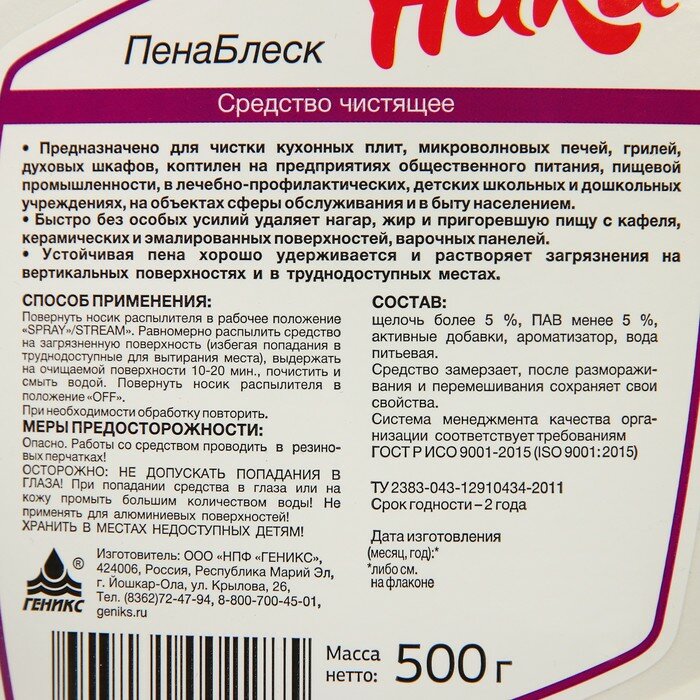 Ника
ПенаБлеск
Средство чистящее
• Предназначено для чистки кухонных плит, микроволновых печей, грилей,
духовых шкафов, коптилен на предприятиях общественного питания, пищевой
промышленности, в лечебно-профилактических, детских школьных и дошкольных
учреждениях, на объектах сферы обслуживания и в быту населением.
• Быстро без особых усилий удаляет нагар, жир и пригоревшую пищу с кафеля,
керамических и эмалированных поверхностей, варочных панелей.
• Устойчивая пена хорошо удерживается и растворяет загрязнения на
вертикальных поверхностях и в труднодоступных местах.
СПОСОБ ПРИМЕНЕНИЯ:
Повернуть носик распылителя в рабочее положение
«SPRAY»/STREAM». Равномерно распылить средство
на загрязненную поверхность (избегая попадания в
труднодоступные для вытирания места), выдержать
на очищаемой поверхности 10-20 мин., почистить и
смыть водой. Повернуть носик распылителя в
положение «OFF».
При необходимости обработку повторить.
МЕРЫ ПРЕДОСТОРОЖНОСТИ:
Опасно. Работы со средством проводить в резино-
вых перчатках!
ОСТОРОЖНО: НЕ ДОПУСКАТЬ ПОПАДАНИЯ В
ГЛАЗА! При попадании средства в глаза или на
кожу промыть большим количеством воды! Не
применять для алюминиевых поверхностей!
ХРАНИТЬ В МЕСТАХ НЕДОСТУПНЫХ ДЕТЯМ!
СОСТАВ:
щелочь более 5 %, ПАВ менее 5 %,
активные добавки, ароматизатор, вода
питьевая.
Средство замерзает, после разморажи-
вания и перемешивания сохраняет свои
свойства.
Система менеджмента качества орга-
низации соответствует требованиям
ГОСТ Р ИСО 9001-2015 (ISO 9001:2015)
ТУ 2383-043-12910434-2011
Срок годности – 2 года
Дата изготовления
(месяц, год):*
*либо см.
на флаконе
®
ГЕНИКС
Изготовитель: ООО «НПФ «ГЕНИКС»,
424006, Россия, Республика Марий Эл,
г. Йошкар-Ола, ул. Крылова, 26,
Тел. (8362)72-47-94, 8-800-700-45-01,
geniks.ru
Масса
нетто: 500 г